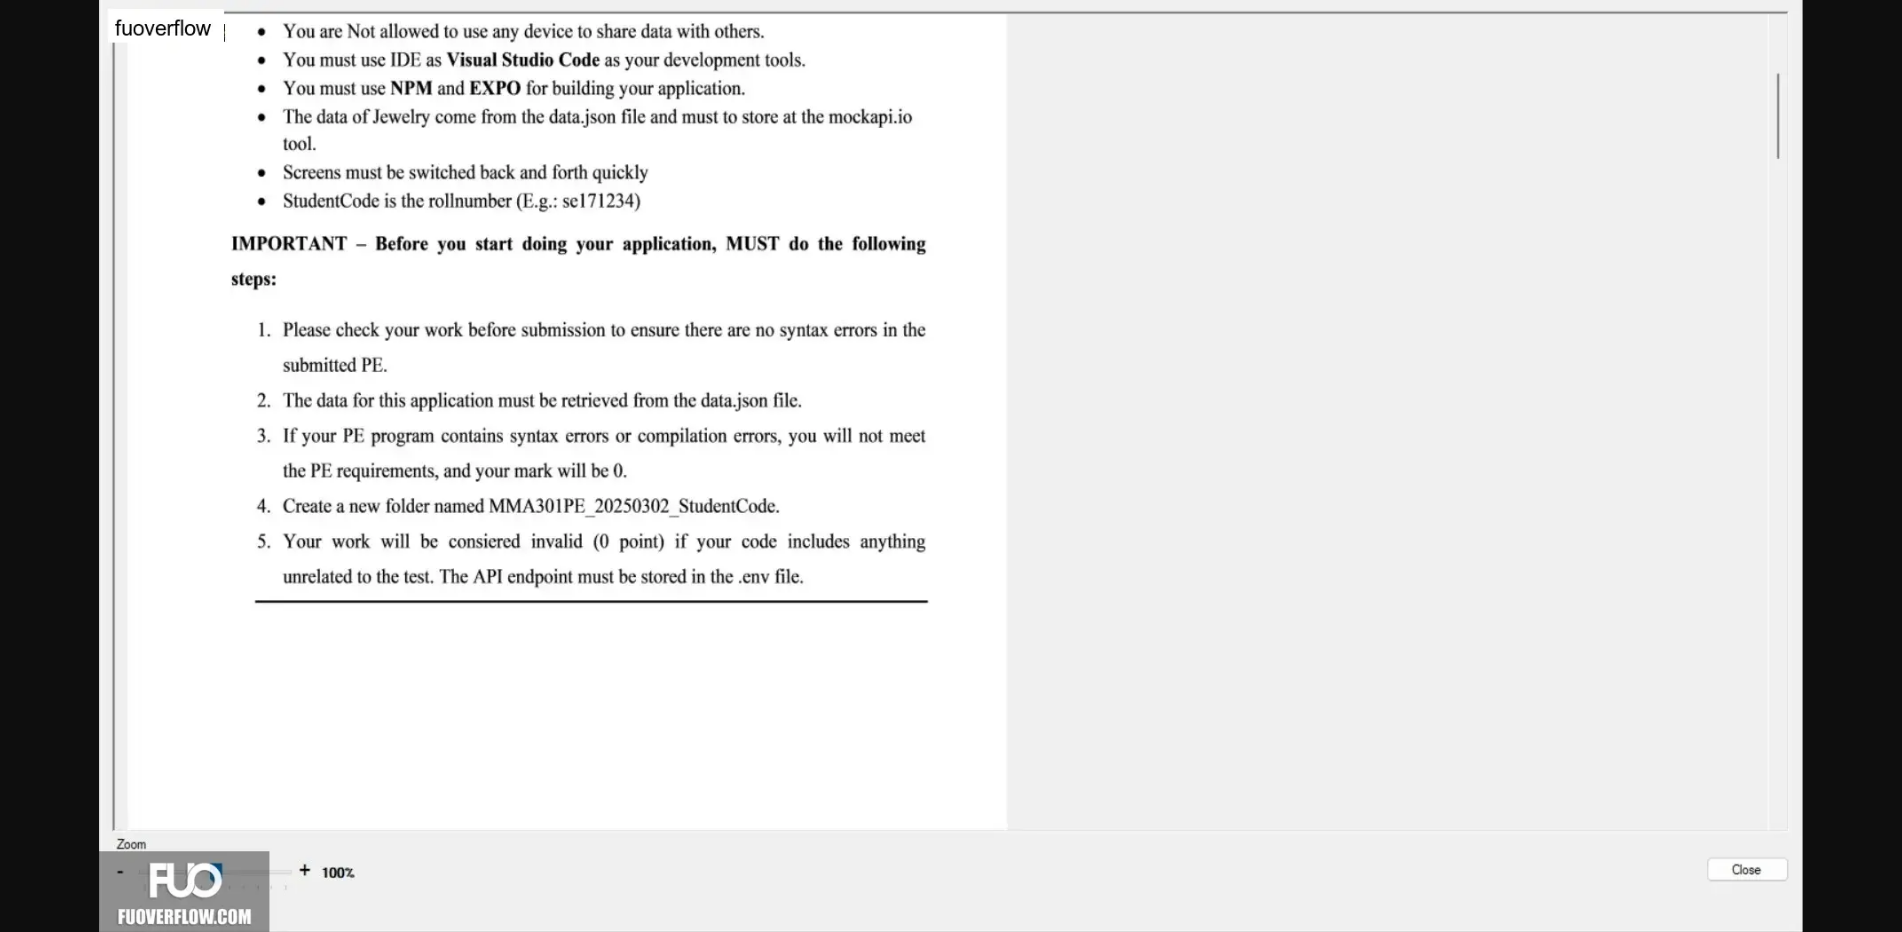 fuoverflow
• You are Not allowed to use any device to share data with others.
• You must use IDE as Visual Studio Code as your development tools.
• You must use NPM and EXPO for building your application.
• The data of Jewelry come from the data.json file and must to store at the mockapi.io
tool.
• Screens must be switched back and forth quickly
• StudentCode is the rollnumber (E.g.: se171234)
IMPORTANT – Before you start doing your application, MUST do the following
steps:
1. Please check your work before submission to ensure there are no syntax errors in the
submitted PE.
2. The data for this application must be retrieved from the data.json file.
3. If your PE program contains syntax errors or compilation errors, you will not meet
the PE requirements, and your mark will be 0.
4. Create a new folder named MMA301PE_20250302_StudentCode.
5. Your work will be consiered invalid (0 point) if your code includes anything
unrelated to the test. The API endpoint must be stored in the .env file.
Zoom
- + 100%
Close
FUO
FUOVERFLOW.COM